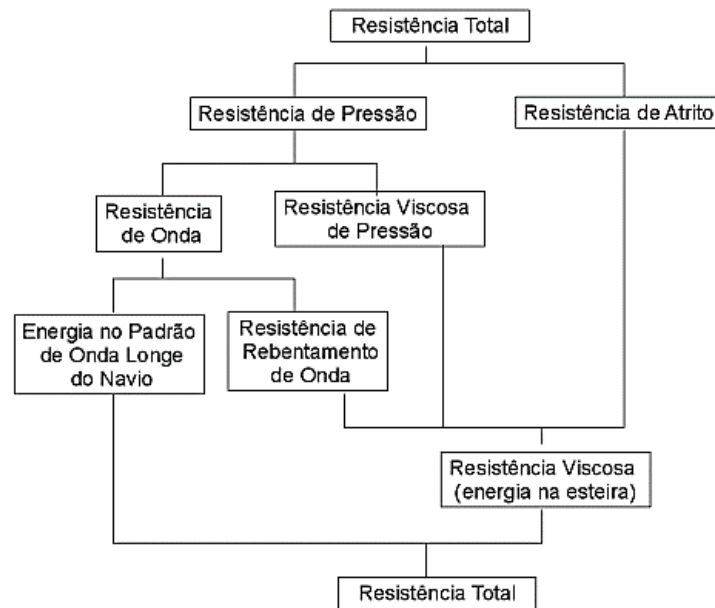 Resistência Total
Resistência de Pressão
Resistência de Atrito
Resistência
de Onda
Resistência Viscosa
de Pressão
Energia no Padrão
de Onda Longe
do Navio
Resistência de
Rebentamento
de Onda
Resistência Viscosa
(energia na esteira)
Resistência Total